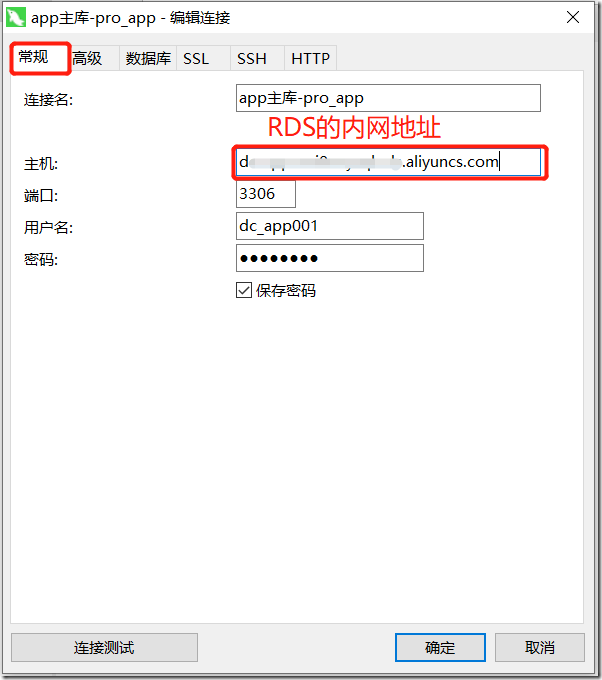 app主库-pro_app - 编辑连接
常规 高级 数据库 SSL SSH HTTP
连接名: app主库-pro_app
RDS的内网地址
主机: .aliyuncs.com
端口: 3306
用户名: dc_app001
密码: ●●●●●●●●
保存密码
连接测试 确定 取消